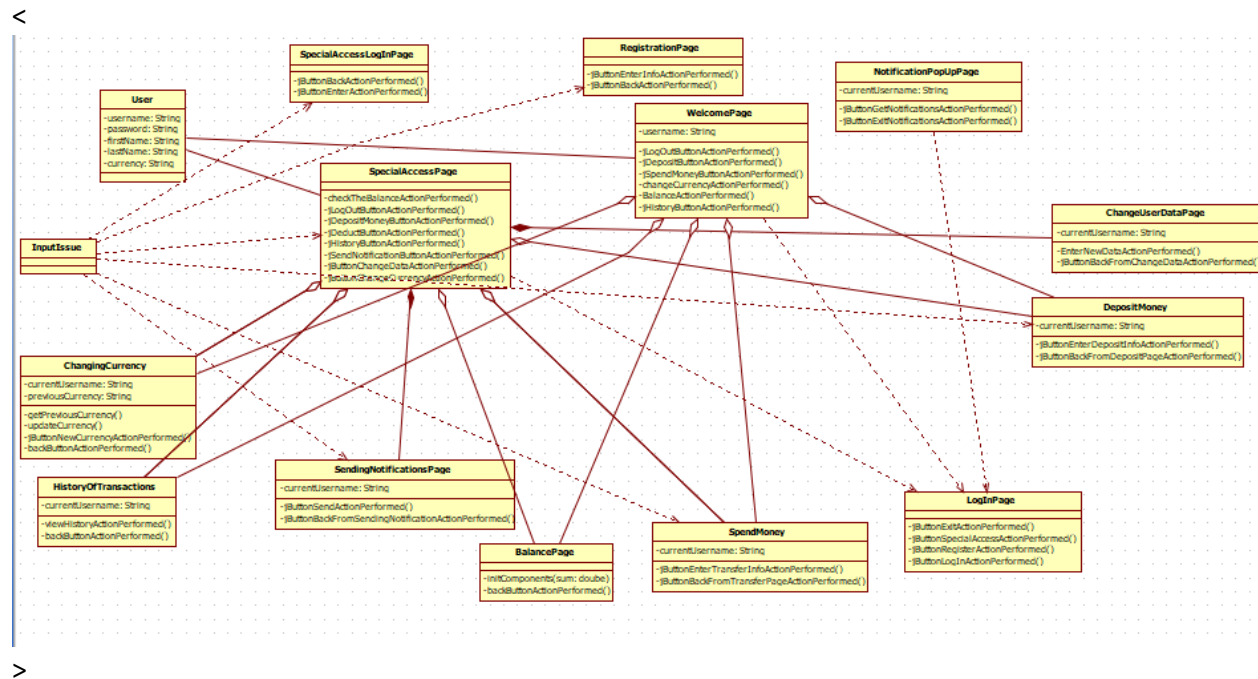 <
SpecialAccessLogInPage
-jButtonBackActionPerformed()
-jButtonEnterActionPerformed()
RegistrationPage
-jButtonEnterInfoActionPerformed()
-jButtonBackActionPerformed()
NotificationPopUpPage
-currentUsername: String
-jButtonGetNotificationsActionPerformed()
-jButtonExitNotificationsActionPerformed()
User
-username: String
-password: String
-firstName: String
-lastName: String
-currency: String
WelcomePage
-username: String
-jLogOutButtonActionPerformed()
-jDepositButtonActionPerformed()
-jSpendMoneyButtonActionPerformed()
-changeCurrencyActionPerformed()
-BalanceActionPerformed()
-jHistoryButtonActionPerformed()
SpecialAccessPage
-checkTheBalanceActionPerformed()
-jLogOutButtonActionPerformed()
-jDepositMoneyButtonActionPerformed()
-jDeductButtonActionPerformed()
-jHistoryButtonActionPerformed()
-jSendNotificationButtonActionPerformed()
-jButtonChangeDataActionPerformed()
-jButtonChangeCurrencyActionPerformed()
InputIssue
ChangeUserDataPage
-currentUsername: String
-EnterNewDataActionPerformed()
-jButtonBackFromChangeDataActionPerformed()
DepositMoney
-currentUsername: String
-jButtonEnterDepositInfoActionPerformed()
-jButtonBackFromDepositPageActionPerformed()
ChangingCurrency
-currentUsername: String
-previousCurrency: String
-getPreviousCurrency()
-updateCurrency()
-jButtonNewCurrencyActionPerformed()
-backButtonActionPerformed()
HistoryOfTransactions
-currentUsername: String
-viewHistoryActionPerformed()
-backButtonActionPerformed()
SendingNotificationsPage
-currentUsername: String
-jButtonSendActionPerformed()
-jButtonBackFromSendingNotificationActionPerformed()
BalancePage
-initComponents(sum: doube)
-backButtonActionPerformed()
SpendMoney
-currentUsername: String
-jButtonEnterTransferInfoActionPerformed()
-jButtonBackFromTransferPageActionPerformed()
LogInPage
-jButtonExitActionPerformed()
-jButtonSpecialAccessActionPerformed()
-jButtonRegisterActionPerformed()
-jButtonLogInActionPerformed()
>